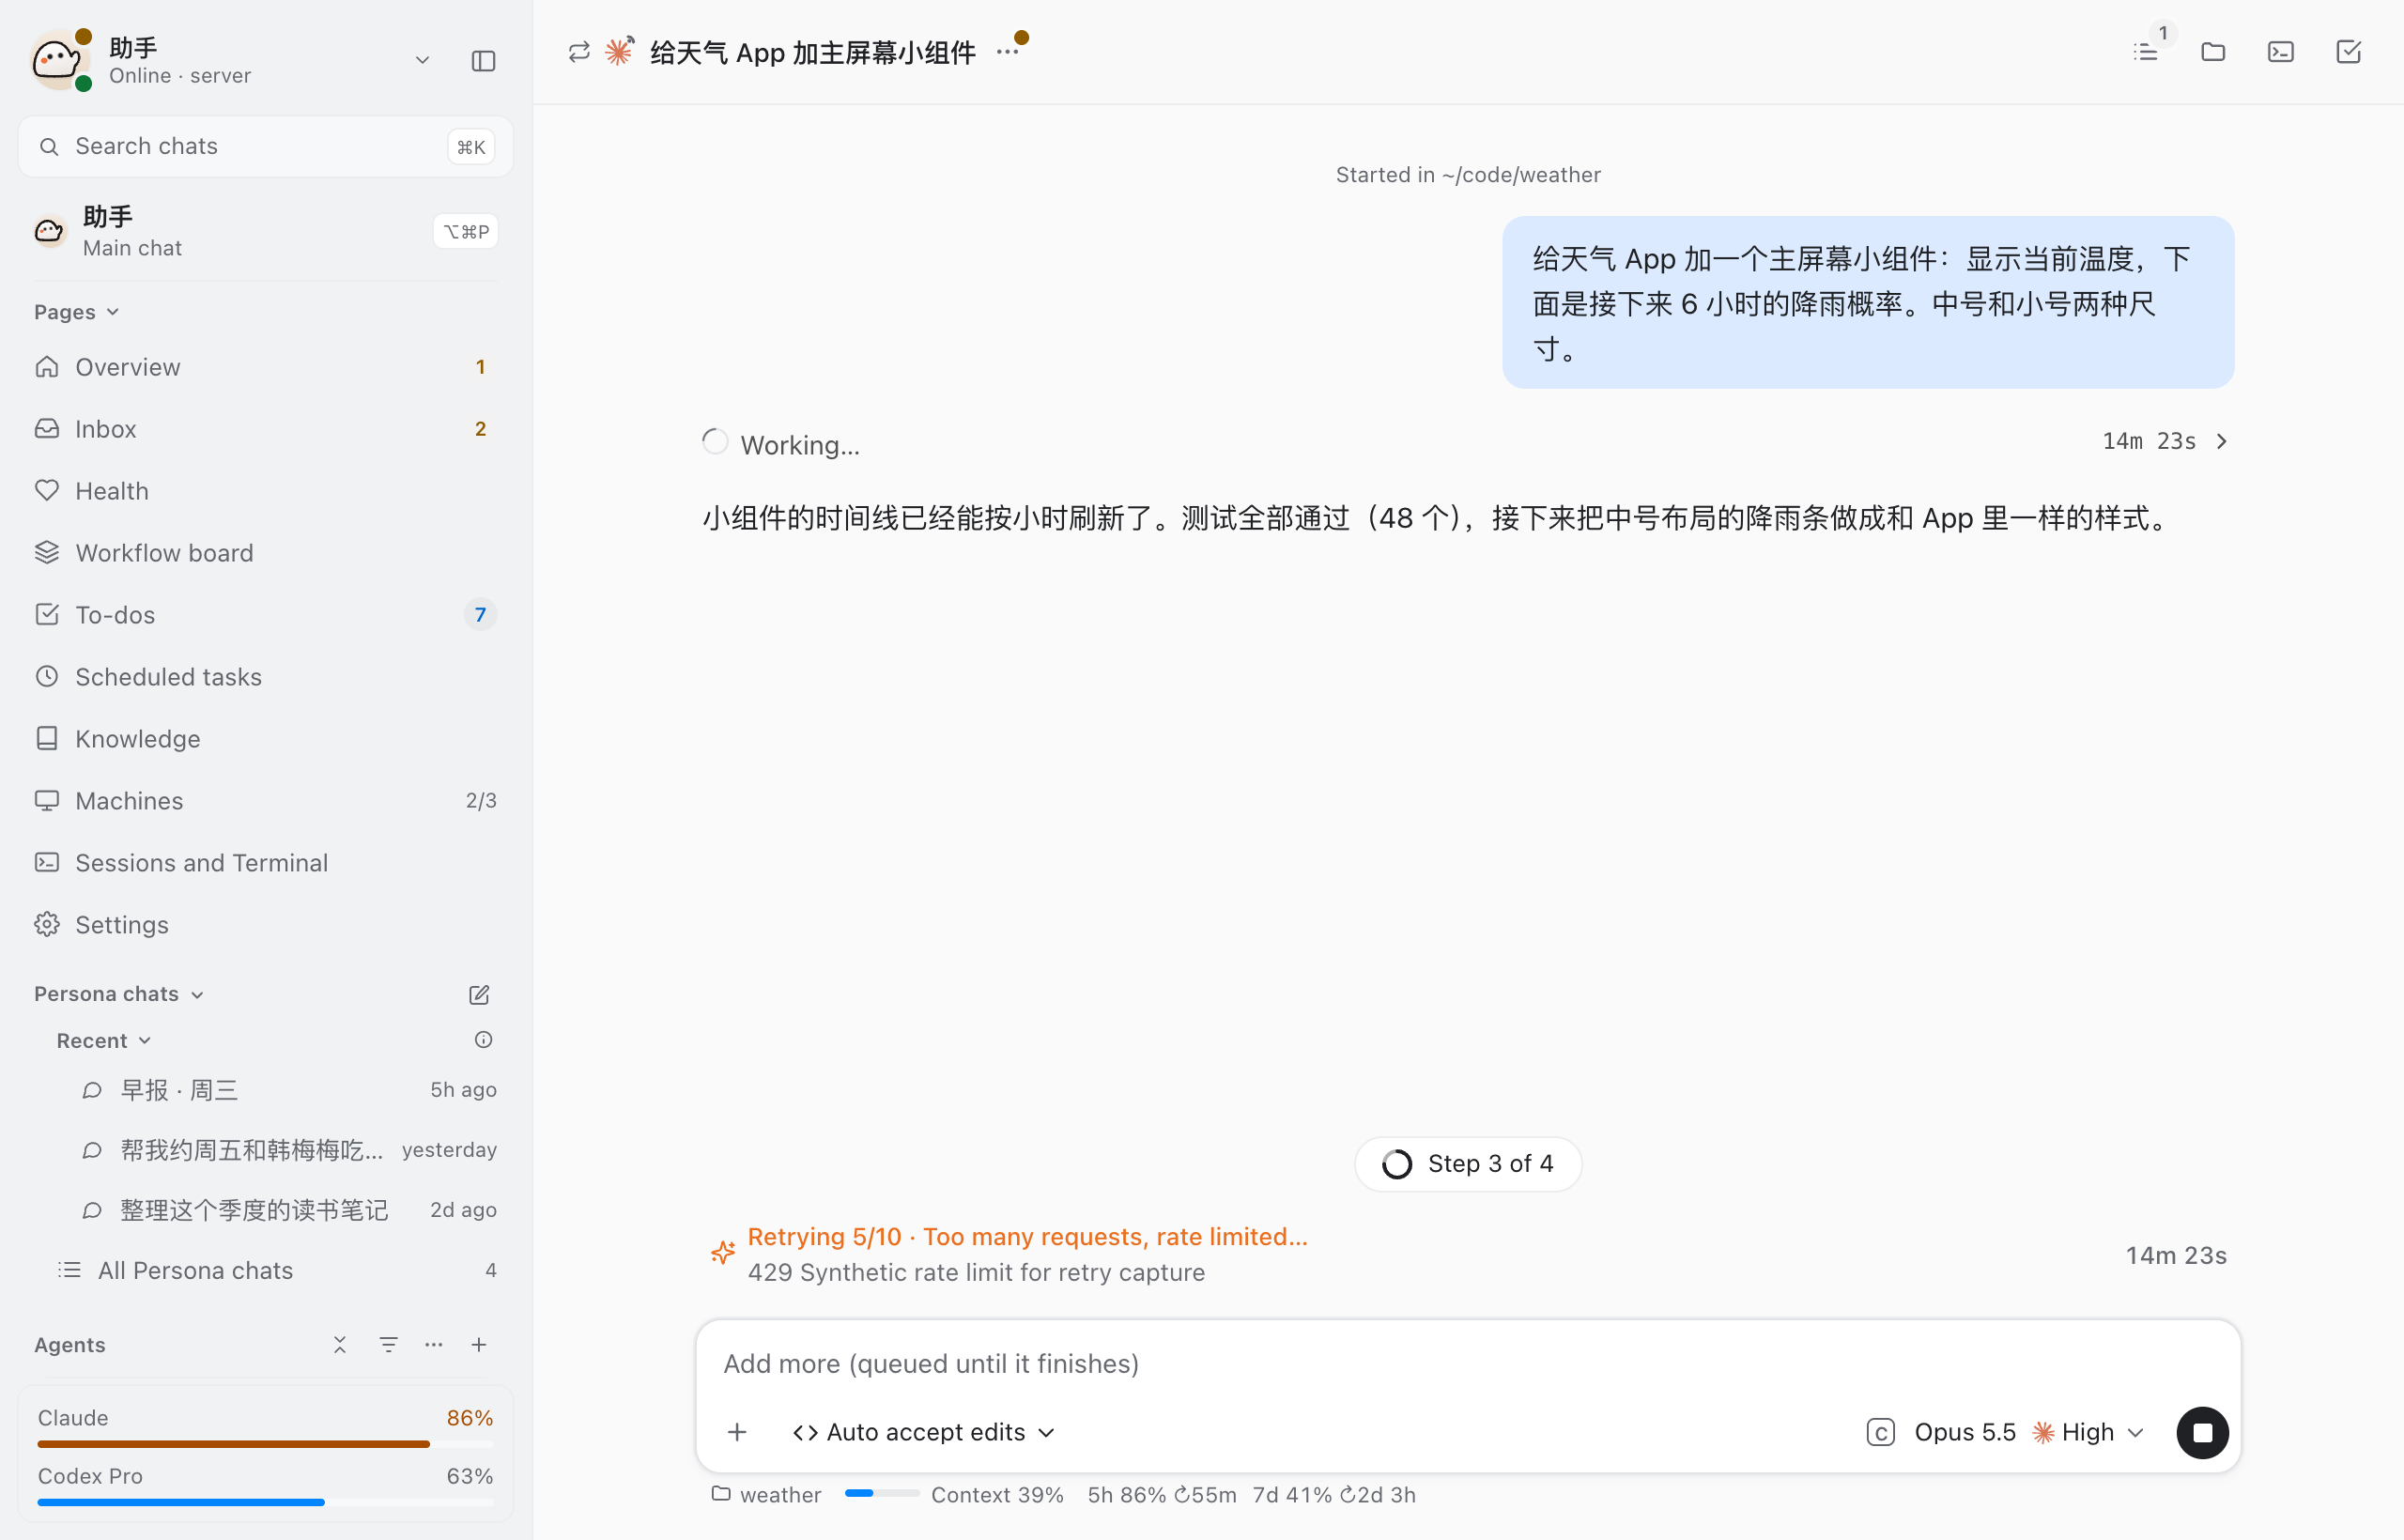 助手
Online · server
Search chats
⌘K
助手
Main chat
⌥⌘P
Pages
Overview
1
Inbox
2
Health
Workflow board
To-dos
7
Scheduled tasks
Knowledge
Machines
2/3
Sessions and Terminal
Settings
Persona chats
Recent
早报 · 周三
5h ago
帮我约周五和韩梅梅吃...
yesterday
整理这个季度的读书笔记
2d ago
All Persona chats
4
Agents
Claude
86%
Codex Pro
63%
给天气 App 加主屏幕小组件
1
Started in ~/code/weather
给天气 App 加一个主屏幕小组件：显示当前温度，下
面是接下来 6 小时的降雨概率。中号和小号两种尺
寸。
Working...
14m 23s
小组件的时间线已经能按小时刷新了。测试全部通过（48 个），接下来把中号布局的降雨条做成和 App 里一样的样式。
Step 3 of 4
Retrying 5/10 · Too many requests, rate limited...
429 Synthetic rate limit for retry capture
14m 23s
Add more (queued until it finishes)
Auto accept edits
C
Opus 5.5
High
weather
Context 39%
5h 86% ↻55m
7d 41% ↻2d 3h